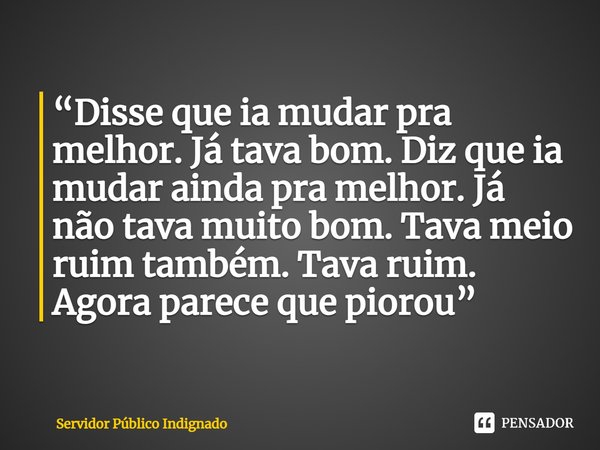 “Disse que ia mudar pra
melhor. Já tava bom. Diz que ia
mudar ainda pra melhor. Já
não tava muito bom. Tava meio
ruim também. Tava ruim.
Agora parece que piorou”
Servidor Público Indignado
PENSADOR